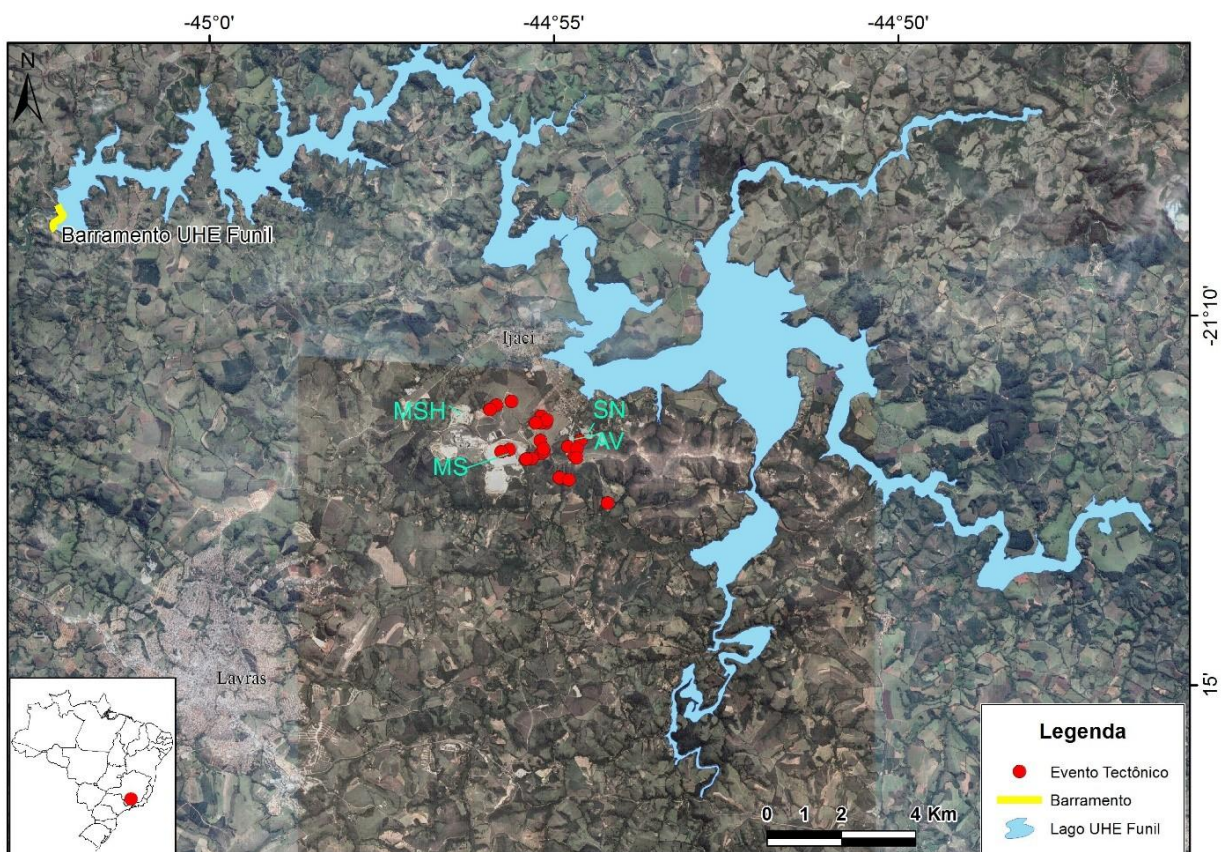 -45°0'
-44°55'
-44°50'
N
Barramento UHE Funil
-21°10'
Ijaci
MSH
SN
AV
MS
Lavras
15'
Legenda
Evento Tectônico
Barramento
Lago UHE Funil
0 1 2 4 Km